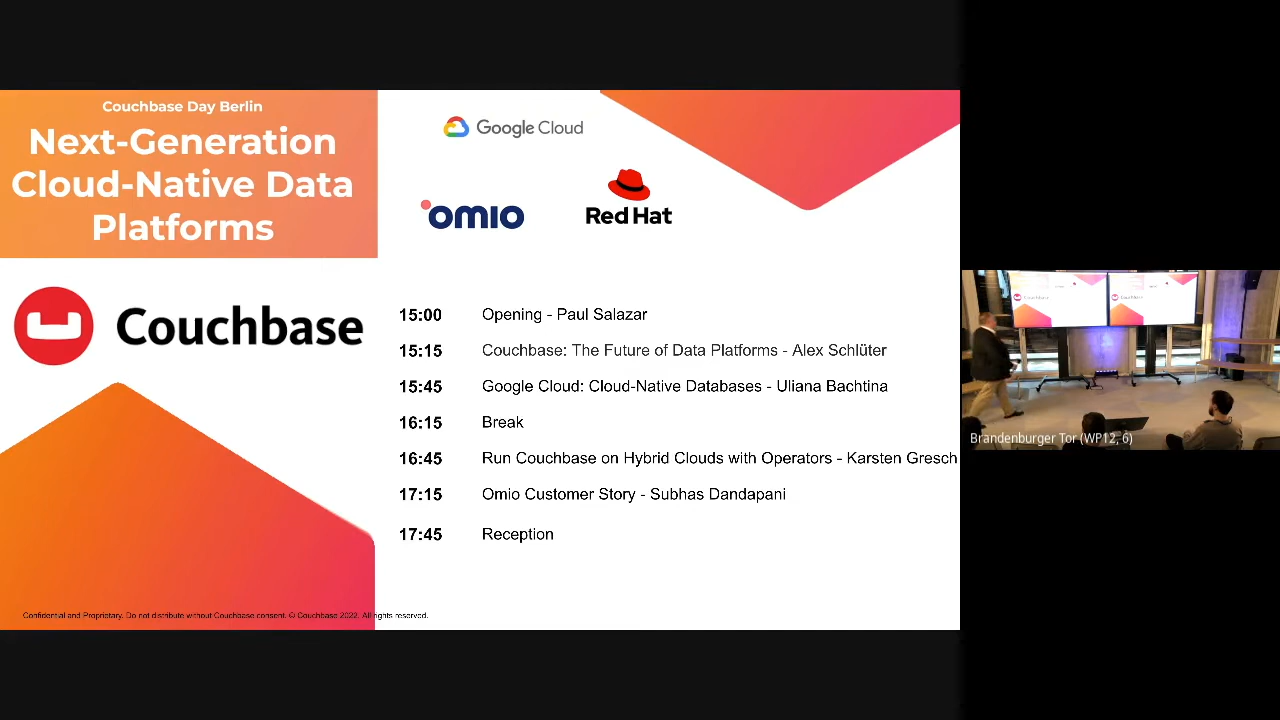 Couchbase Day Berlin
Next-Generation
Cloud-Native Data
Platforms
Google Cloud
omio
Red Hat
Couchbase
15:00 Opening - Paul Salazar
15:15 Couchbase: The Future of Data Platforms - Alex Schlüter
15:45 Google Cloud: Cloud-Native Databases - Uliana Bachtina
16:15 Break
16:45 Run Couchbase on Hybrid Clouds with Operators - Karsten Gresch
17:15 Omio Customer Story - Subhas Dandapani
17:45 Reception
Confidential and Proprietary. Do not distribute without Couchbase consent. © Couchbase 2022. All rights reserved.
Brandenburger Tor (WP12, 6)